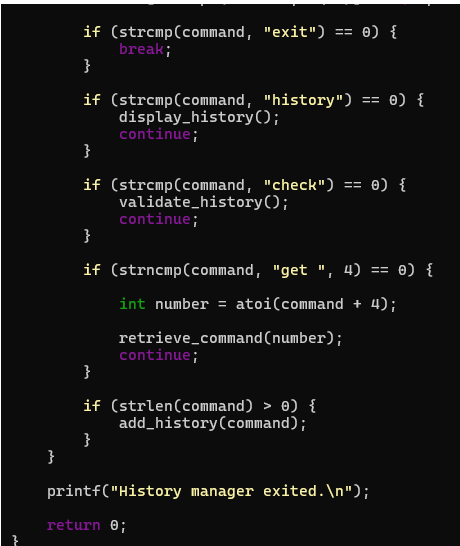 if (strcmp(command, "exit") == 0) {
            break;
        }

        if (strcmp(command, "history") == 0) {
            display_history();
            continue;
        }

        if (strcmp(command, "check") == 0) {
            validate_history();
            continue;
        }

        if (strncmp(command, "get ", 4) == 0) {

            int number = atoi(command + 4);

            retrieve_command(number);
            continue;
        }

        if (strlen(command) > 0) {
            add_history(command);
        }
    }

    printf("History manager exited.\n");

    return 0;
}